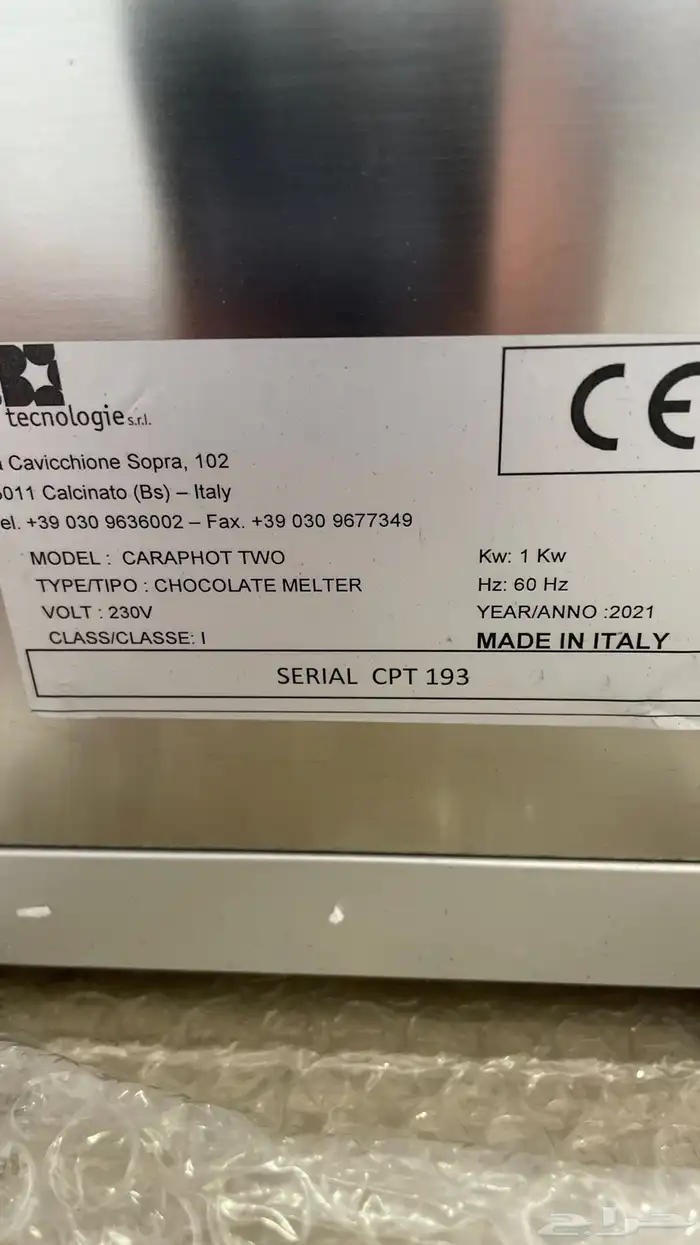 tecnologie s.r.l.
CE
Cavicchione Sopra, 102
5011 Calcinato (Bs) – Italy
el. +39 030 9636002 – Fax. +39 030 9677349
MODEL : CARAPHOT TWO
Kw: 1 Kw
TYPE/TIPO : CHOCOLATE MELTER
Hz: 60 Hz
VOLT : 230V
YEAR/ANNO :2021
CLASS/CLASSE: I
MADE IN ITALY
SERIAL CPT 193
حراج